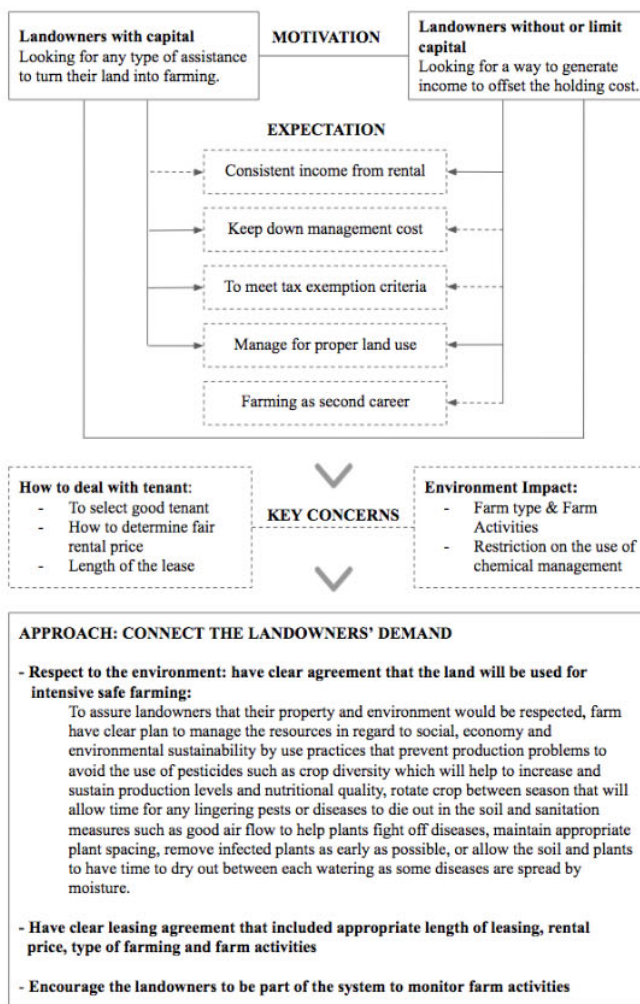 Landowners with capital
Looking for any type of assistance
to turn their land into farming.
MOTIVATION
Landowners without or limit
capital
Looking for a way to generate
income to offset the holding cost.
EXPECTATION
Consistent income from rental
Keep down management cost
To meet tax exemption criteria
Manage for proper land use
Farming as second career
How to deal with tenant:
- To select good tenant
- How to determine fair
rental price
- Length of the lease
KEY CONCERNS
Environment Impact:
- Farm type & Farm
Activities
- Restriction on the use of
chemical management
APPROACH: CONNECT THE LANDOWNERS' DEMAND
- Respect to the environment: have clear agreement that the land will be used for
intensive safe farming:
To assure landowners that their property and environment would be respected, farm
have clear plan to manage the resources in regard to social, economy and
environmental sustainability by use practices that prevent production problems to
avoid the use of pesticides such as crop diversity which will help to increase and
sustain production levels and nutritional quality, rotate crop between season that will
allow time for any lingering pests or diseases to die out in the soil and sanitation
measures such as good air flow to help plants fight off diseases, maintain appropriate
plant spacing, remove infected plants as early as possible, or allow the soil and plants
to have time to dry out between each watering as some diseases are spread by
moisture.
- Have clear leasing agreement that included appropriate length of leasing, rental
price, type of farming and farm activities
- Encourage the landowners to be part of the system to monitor farm activities